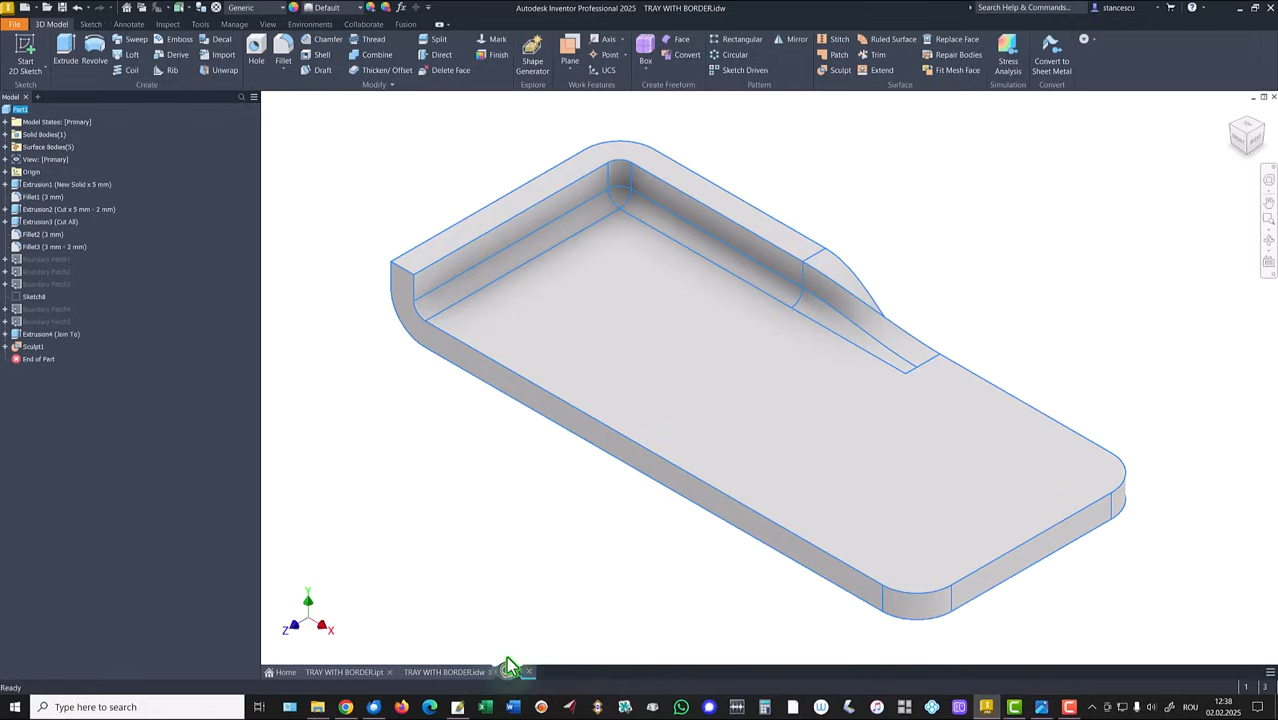 Generic
Default
Autodesk Inventor Professional 2025 TRAY WITH BORDER.idw
Search Help & Commands...
stancescu
File
3D Model
Sketch
Annotate
Inspect
Tools
Manage
View
Environments
Collaborate
Fusion
Start
2D Sketch
Extrude
Revolve
Sweep
Emboss
Decal
Loft
Derive
Import
Coil
Rib
Unwrap
Hole
Fillet
Chamfer
Thread
Split
Mark
Shell
Combine
Direct
Finish
Draft
Thicken/ Offset
Delete Face
Shape
Generator
Plane
Axis
Point
UCS
Box
Face
Convert
Rectangular
Mirror
Circular
Sketch Driven
Stitch
Ruled Surface
Replace Face
Patch
Trim
Repair Bodies
Sculpt
Extend
Fit Mesh Face
Stress
Analysis
Convert to
Sheet Metal
Sketch
Create
Modify
Explore
Work Features
Create Freeform
Pattern
Surface
Simulation
Convert
Model
Part1
Model States: [Primary]
Solid Bodies(1)
Surface Bodies(5)
View: [Primary]
Origin
Extrusion1 (New Solid x 5 mm)
Fillet1 (3 mm)
Extrusion2 (Cut x 5 mm - 2 mm)
Extrusion3 (Cut All)
Fillet2 (3 mm)
Fillet3 (3 mm - 2 mm)
Boundary Patch1
Boundary Patch2
Boundary Patch3
Sketch8
Boundary Patch4
Boundary Patch5
Extrusion4 (Join To)
Sculpt1
End of Part
TOP
FRONT
RIGHT
Y
Z
X
Home
TRAY WITH BORDER.ipt
TRAY WITH BORDER.idw
Ready
1
3
Type here to search
ROU
12:38
02.02.2025